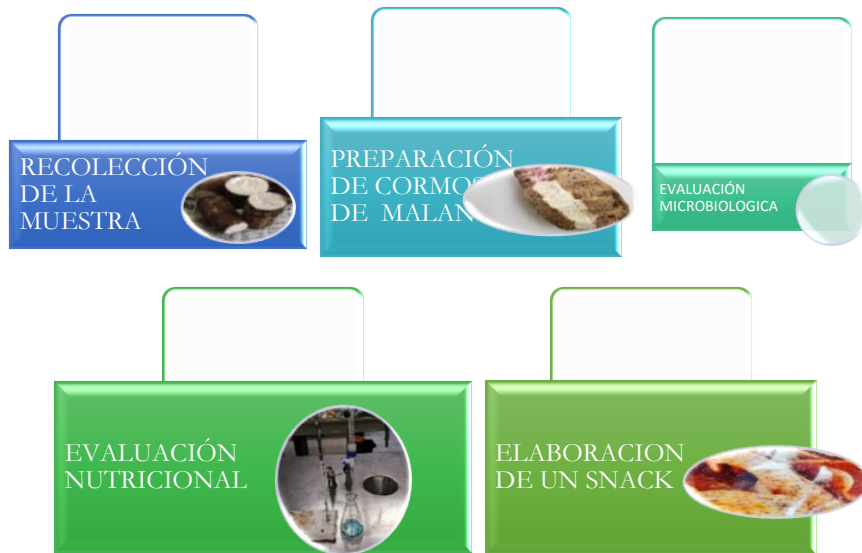 RECOLECCIÓN
DE LA
MUESTRA
PREPARACIÓN
DE CORMOS
DE MALAN
EVALUACIÓN
MICROBIOLOGICA
EVALUACIÓN
NUTRICIONAL
ELABORACION
DE UN SNACK